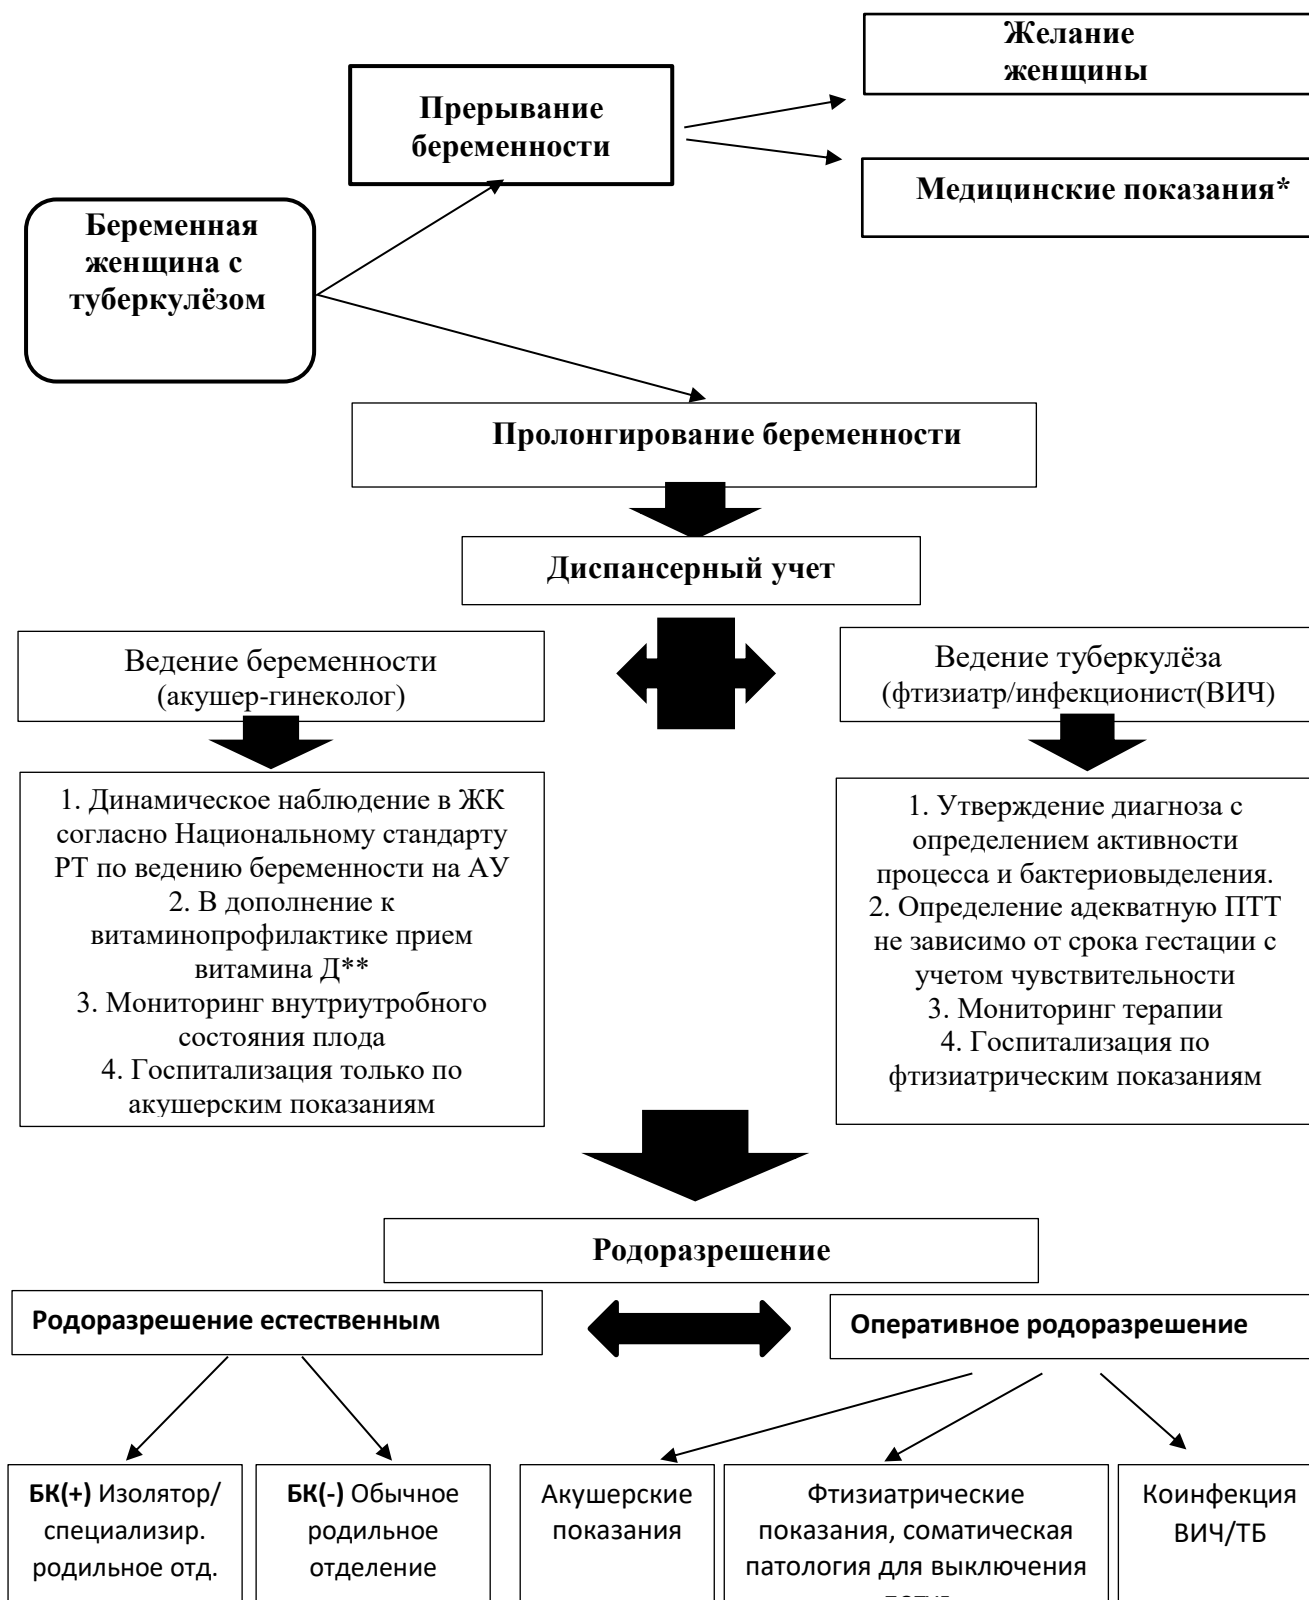 Желание
женщины
Прерывание
беременности
Медицинские показания*
Беременная
женщина с
туберкулёзом
Пролонгирование беременности
Диспансерный учет
Ведение беременности
(акушер-гинеколог)
Ведение туберкулёза
(фтизиатр/инфекционист(ВИЧ)
1. Динамическое наблюдение в ЖК
согласно Национальному стандарту
РТ по ведению беременности на АУ
2. В дополнение к
витаминопрофилактике прием
витамина Д**
3. Мониторинг внутриутробного
состояния плода
4. Госпитализация только по
акушерским показаниям
1. Утверждение диагноза с
определением активности
процесса и бактериовыделения.
2. Определение адекватную ПТТ
не зависимо от срока гестации с
учетом чувствительности
3. Мониторинг терапии
4. Госпитализация по
фтизиатрическим показаниям
Родоразрешение
Родоразрешение естественным
Оперативное родоразрешение
БК(+) Изолятор/
специализир.
родильное отд.
БК(-) Обычное
родильное
отделение
Акушерские
показания
Фтизиатрические
показания, соматическая
патология для выключения
Коинфекция
ВИЧ/ТБ